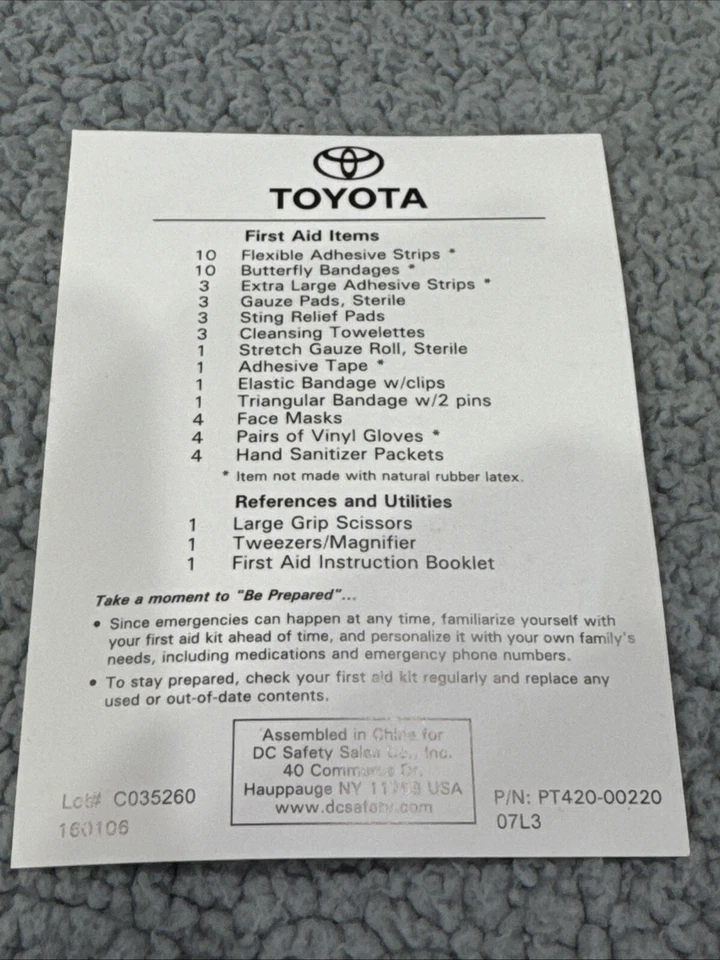 TOYOTA
First Aid Items
10 Flexible Adhesive Strips *
10 Butterfly Bandages *
3 Extra Large Adhesive Strips *
3 Gauze Pads, Sterile
3 Sting Relief Pads
3 Cleansing Towelettes
1 Stretch Gauze Roll, Sterile
1 Adhesive Tape *
1 Elastic Bandage w/clips
1 Triangular Bandage w/2 pins
4 Face Masks
4 Pairs of Vinyl Gloves *
4 Hand Sanitizer Packets
* Item not made with natural rubber latex.
References and Utilities
1 Large Grip Scissors
1 Tweezers/Magnifier
1 First Aid Instruction Booklet
Take a moment to "Be Prepared"...
• Since emergencies can happen at any time, familiarize yourself with
your first aid kit ahead of time, and personalize it with your own family's
needs, including medications and emergency phone numbers.
• To stay prepared, check your first aid kit regularly and replace any
used or out-of-date contents.
Assembled in China for
DC Safety Sales Co., Inc.
40 Commerce Dr.
Hauppauge NY USA
www.dcsafety.com
Lot# C035260
160106
P/N: PT420-00220
07L3